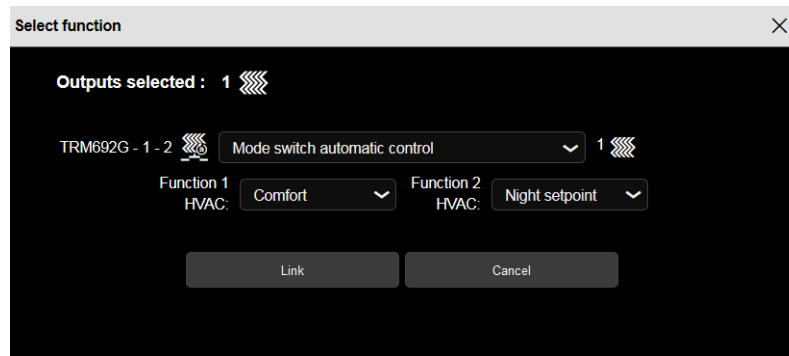 Select function
Outputs selected : 1
TRM692G - 1 - 2 Mode switch automatic control 1
Function 1 HVAC: Comfort Function 2 HVAC: Night setpoint
Link Cancel